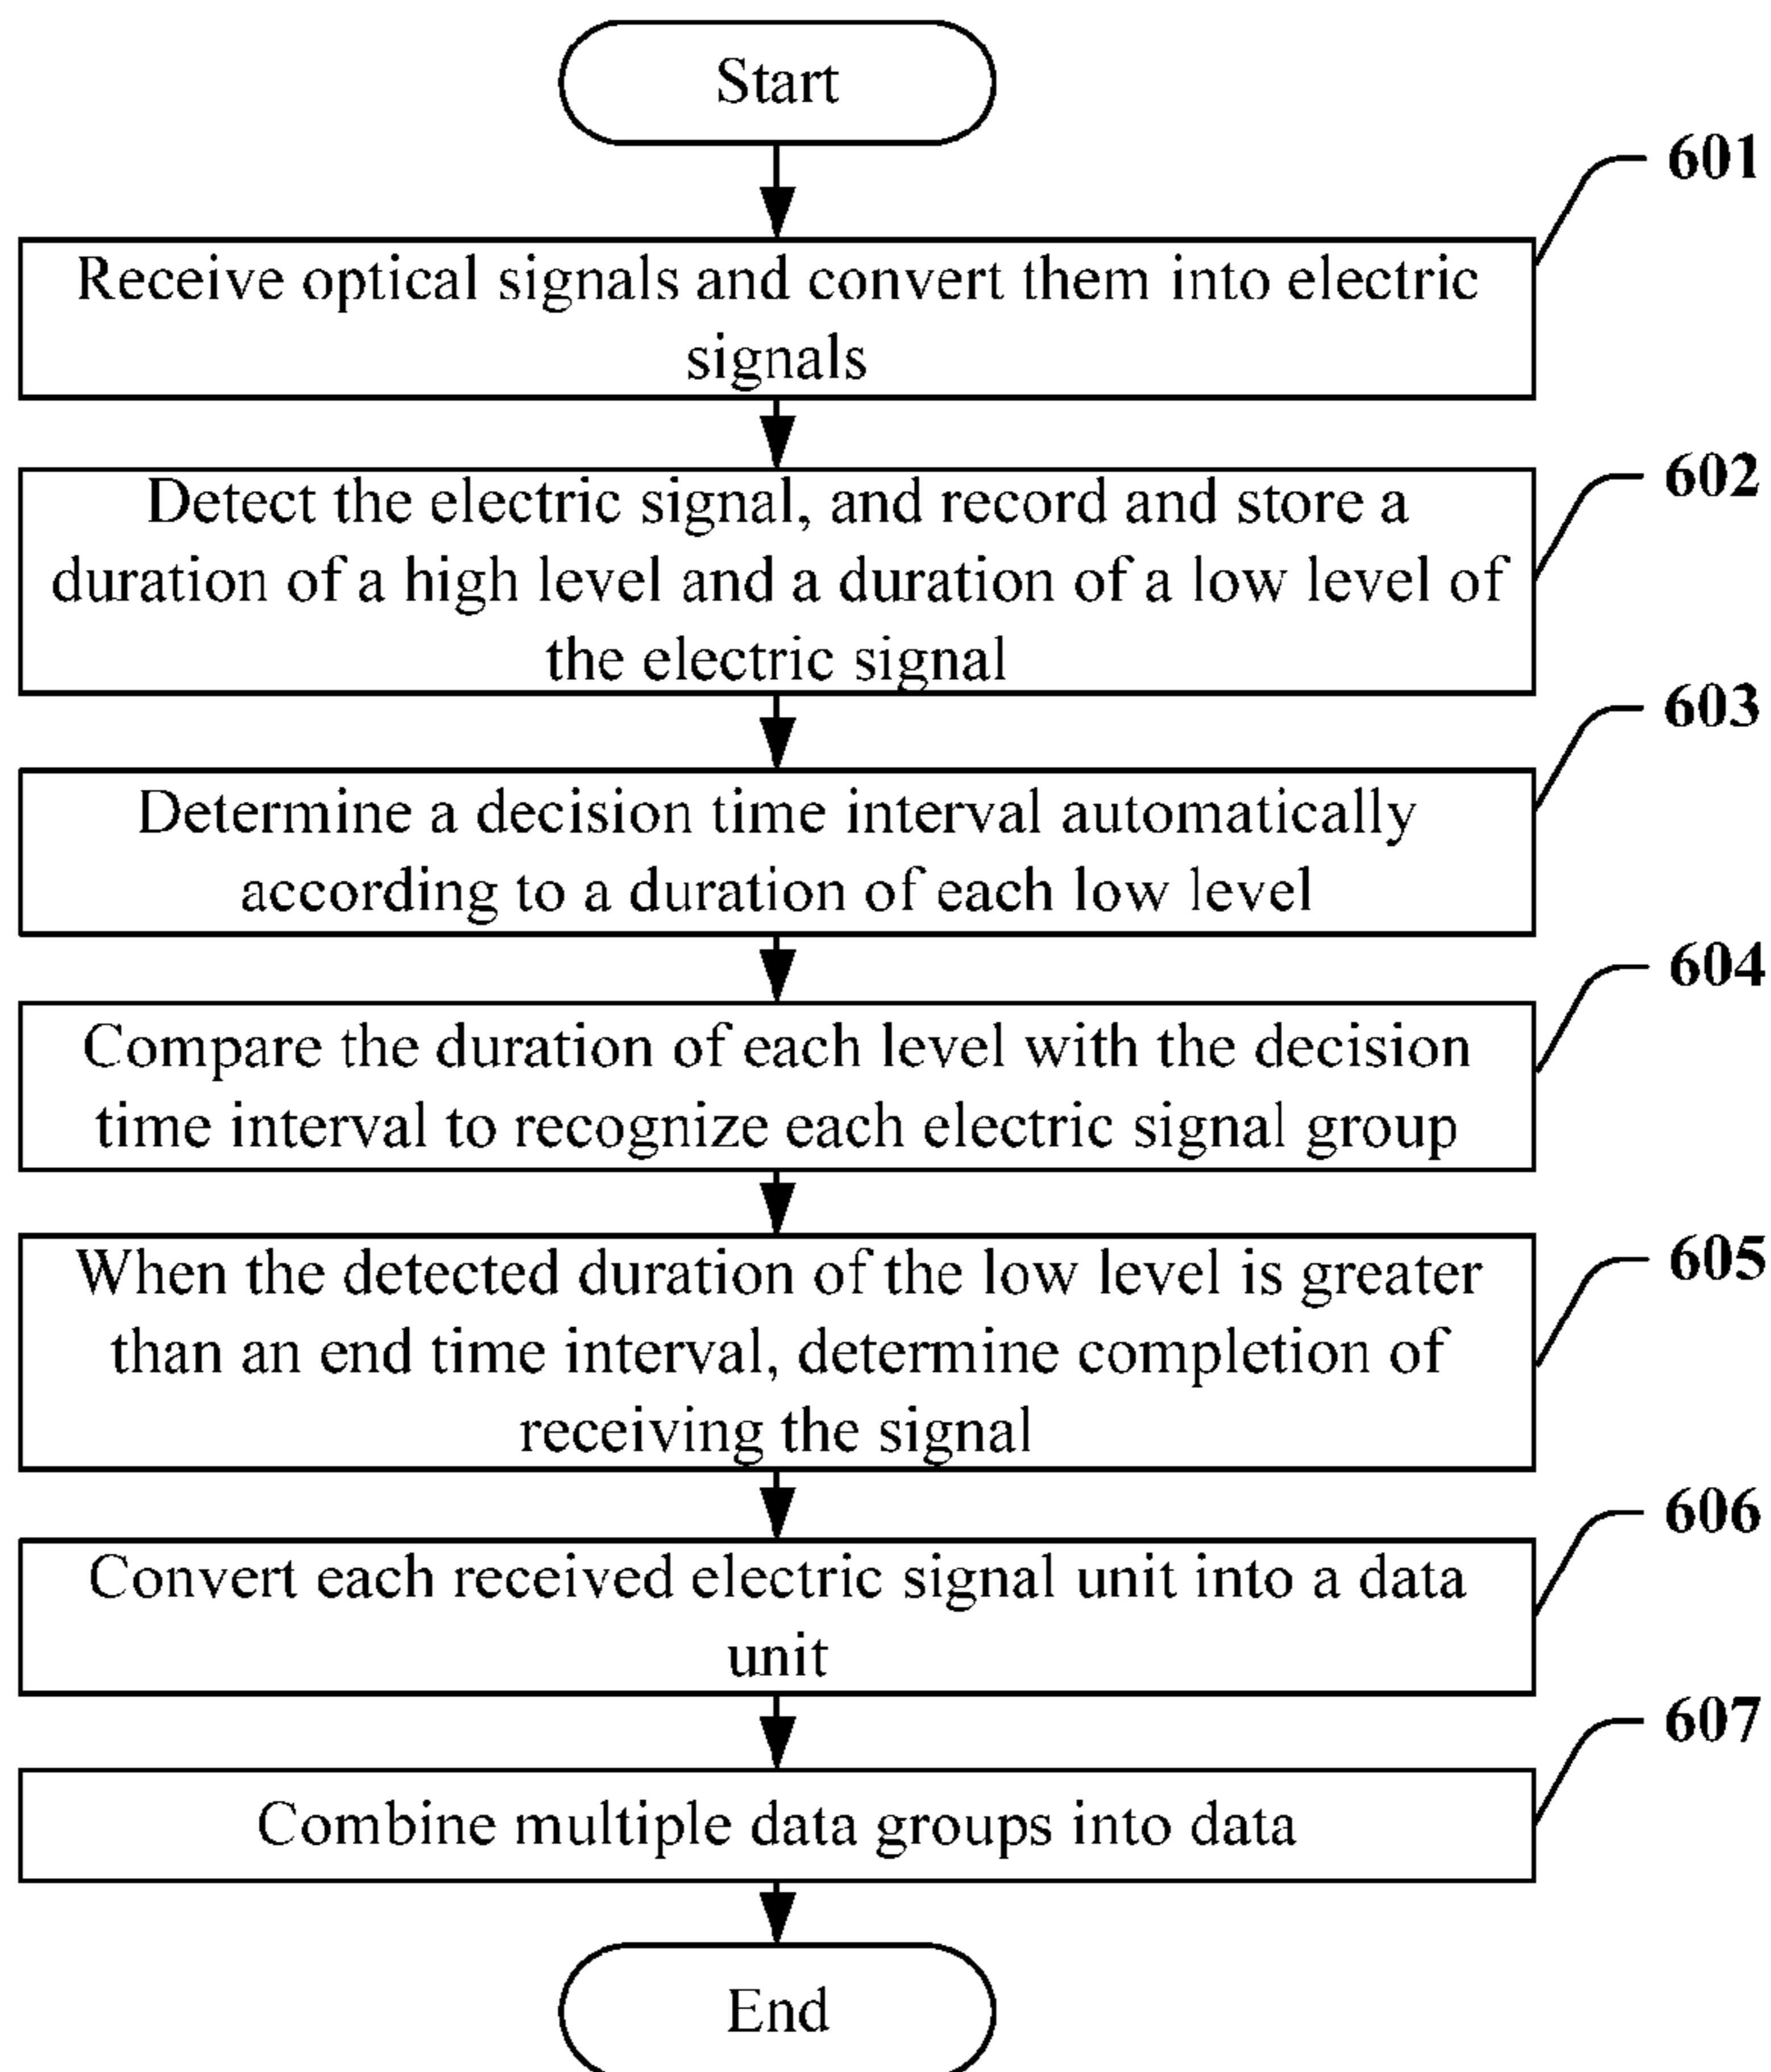 Start
601
Receive optical signals and convert them into electric
signals
602
Detect the electric signal, and record and store a
duration of a high level and a duration of a low level of
the electric signal
603
Determine a decision time interval automatically
according to a duration of each low level
604
Compare the duration of each level with the decision
time interval to recognize each electric signal group
605
When the detected duration of the low level is greater
than an end time interval, determine completion of
receiving the signal
606
Convert each received electric signal unit into a data
unit
607
Combine multiple data groups into data
End